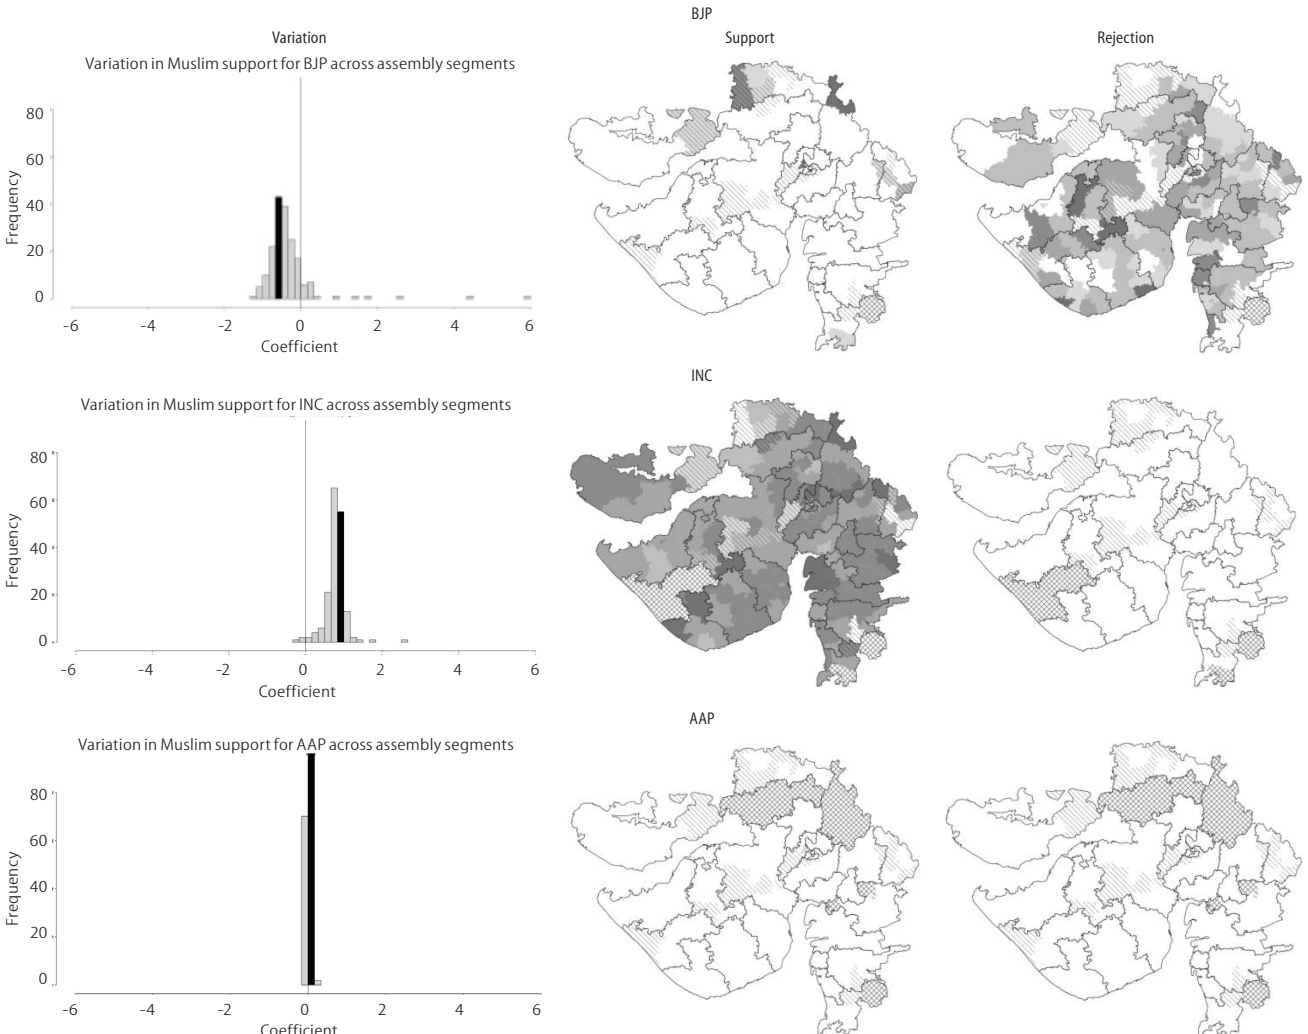 BJP
Variation
Support
Rejection
Variation in Muslim support for BJP across assembly segments
80
60
40
20
0
Frequency
-6 -4 -2 0 2 4 6
Coefficient
INC
Variation in Muslim support for INC across assembly segments
80
60
40
20
0
Frequency
-6 -4 -2 0 2 4 6
Coefficient
AAP
Variation in Muslim support for AAP across assembly segments
80
60
40
20
0
Frequency
-6 -4 -2 0 2 4 6
Coefficient